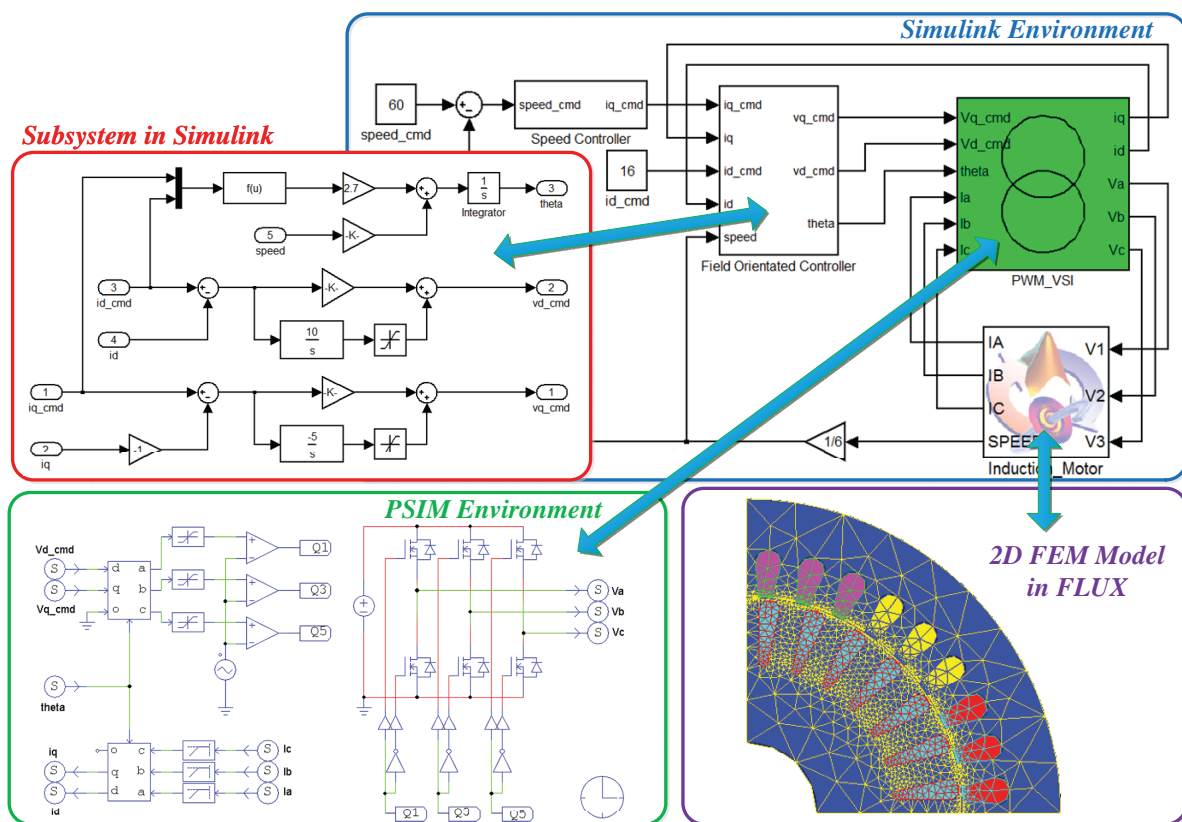 Simulink Environment
60
speed_cmd
+-
speed_cmd
iq_cmd
Speed Controller
16
id_cmd
iq_cmd
iq
id_cmd
id
speed
vq_cmd
vd_cmd
theta
Field Orientated Controller
Vq_cmd
Vd_cmd
theta
Ia
Ib
Ic
iq
id
Va
Vb
Vc
PWM_VSI
IA
IB
IC
SPEED
V1
V2
V3
Induction_Motor
1/6
Subsystem in Simulink
f(u)
2.7
++
1
s
Integrator
3
theta
5
speed
-K-
3
id_cmd
+-
-K-
++
2
vd_cmd
4
id
10
s
1
iq_cmd
+-
-K-
++
1
vq_cmd
2
iq
-1
-5
s
PSIM Environment
Vd_cmd
S
S
Vq_cmd
d a
q b
o c
Q1
Q3
Q5
S
theta
iq
S
S
id
o c
q b
d a
S Ic
S Ib
S Ia
S Va
S Vb
S Vc
Q1
Q3
Q5
2D FEM Model
in FLUX